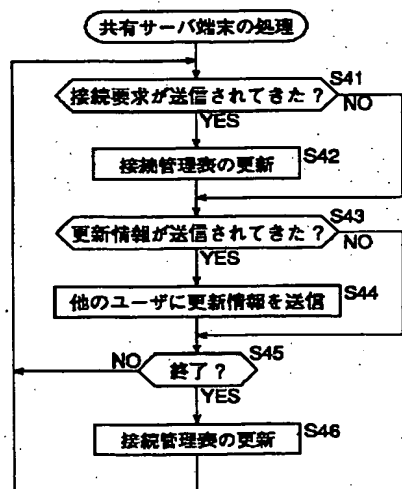 共有サーバ端末の処理
S41
接続要求が送信されてきた?
NO
YES
S42
接続管理表の更新
S43
更新情報が送信されてきた?
NO
YES
S44
他のユーザに更新情報を送信
S45
NO
終了?
YES
S46
接続管理表の更新